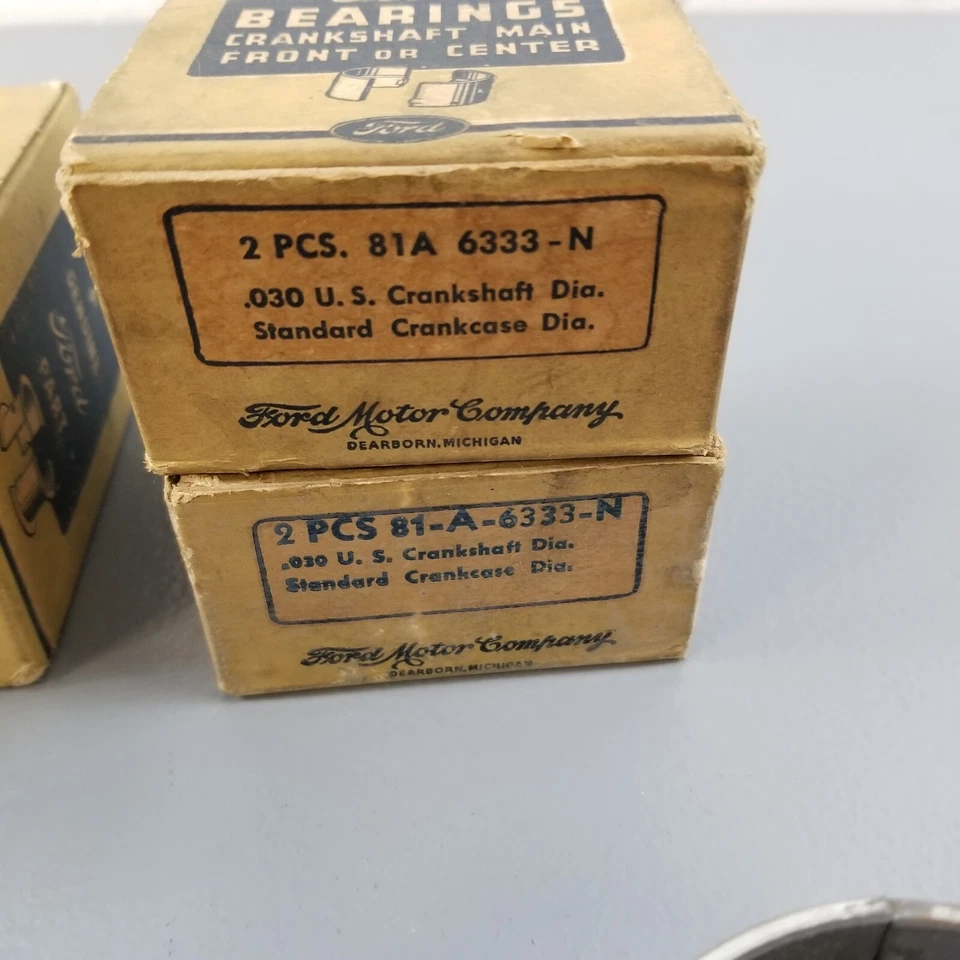 BEARINGS
CRANKSHAFT MAIN
FRONT OR CENTER
Ford
2 PCS. 81A 6333-N
.030 U. S. Crankshaft Dia.
Standard Crankcase Dia.
Ford Motor Company
DEARBORN, MICHIGAN
2 PCS 81-A-6333-N
.030 U. S. Crankshaft Dia.
Standard Crankcase Dia.
Ford Motor Company
DEARBORN, MICHIGAN
Ford